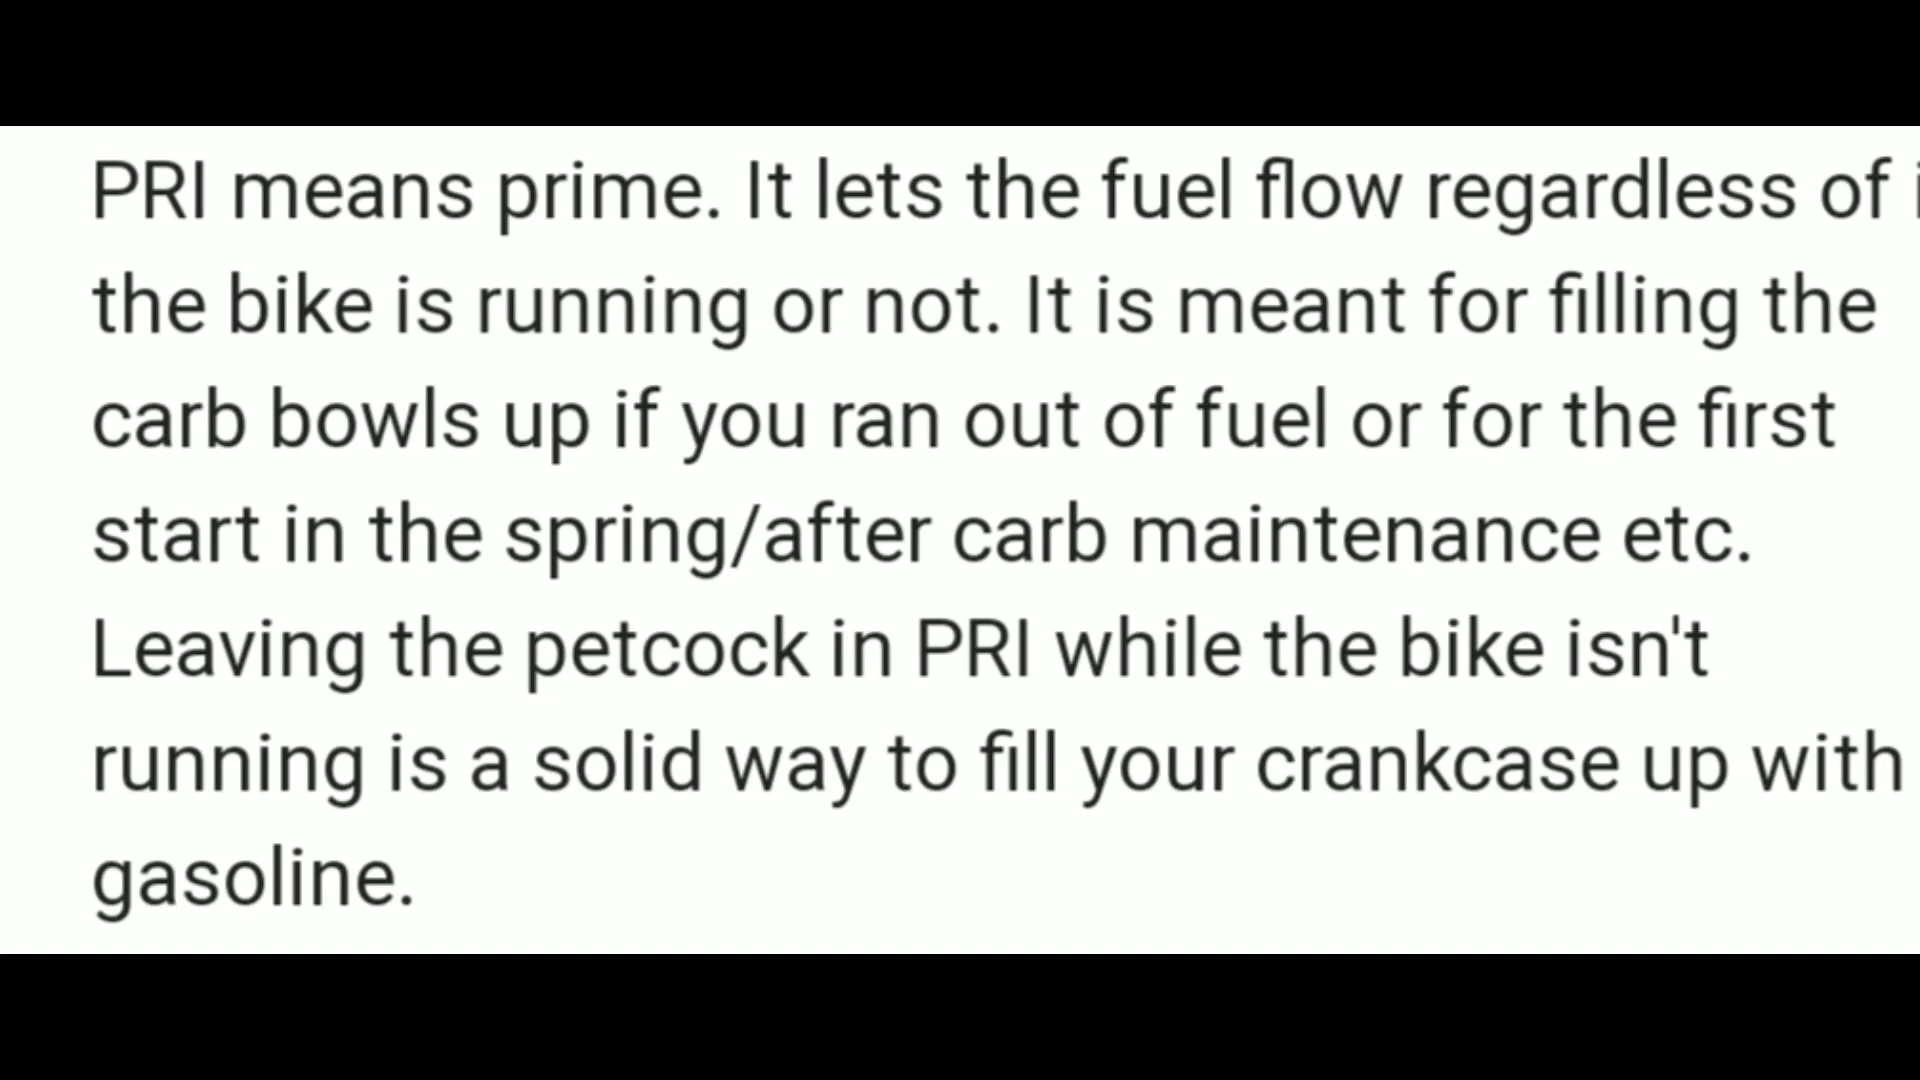 PRI means prime. It lets the fuel flow regardless of
the bike is running or not. It is meant for filling the
carb bowls up if you ran out of fuel or for the first
start in the spring/after carb maintenance etc.
Leaving the petcock in PRI while the bike isn't
running is a solid way to fill your crankcase up with
gasoline.